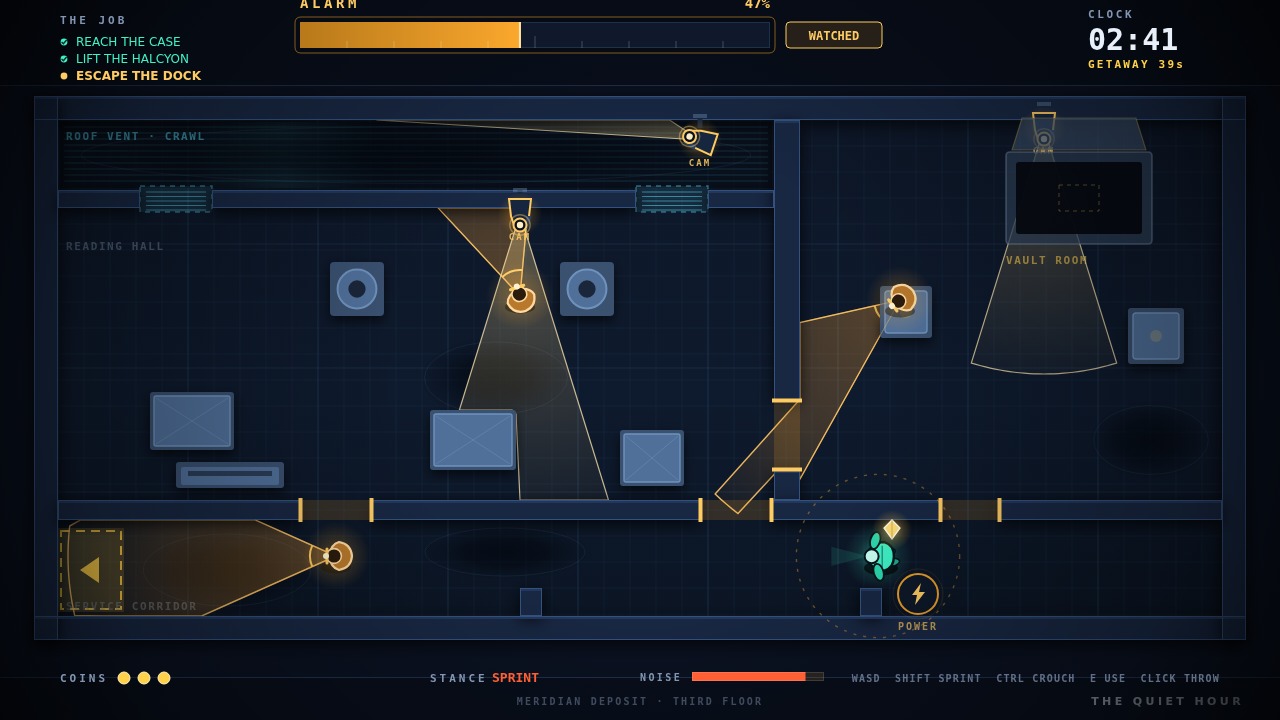 THE JOB
REACH THE CASE
LIFT THE HALCYON
ESCAPE THE DOCK
ALARM 47%
WATCHED
CLOCK
02:41
GETAWAY 39s
ROOF VENT · CRAWL
CAM
CAM
CAM
READING HALL
VAULT ROOM
SERVICE CORRIDOR
POWER
COINS
STANCE SPRINT
NOISE
WASD SHIFT SPRINT CTRL CROUCH E USE CLICK THROW
MERIDIAN DEPOSIT · THIRD FLOOR
THE QUIET HOUR